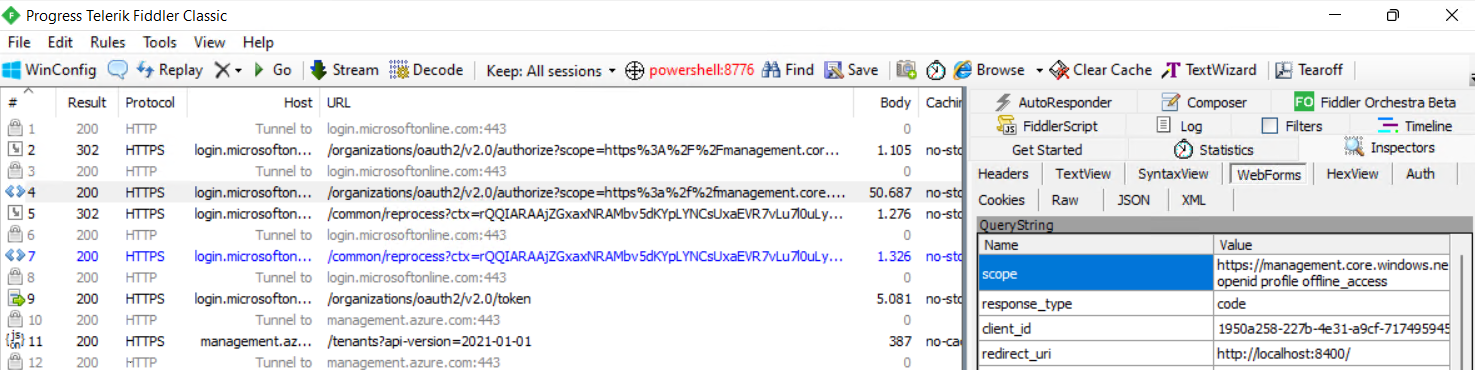 Progress Telerik Fiddler Classic
File Edit Rules Tools View Help
WinConfig Replay Go Stream Decode Keep: All sessions powershell:8776 Find Save Browse Clear Cache TextWizard Tearoff
# Result Protocol Host URL Body Cachin
1 200 HTTP Tunnel to login.microsoftonline.com:443 0
2 302 HTTPS login.microsofton... /organizations/oauth2/v2.0/authorize?scope=https%3A%2F%2Fmanagement.cor... 1.105 no-sto
3 200 HTTP Tunnel to login.microsoftonline.com:443 0
4 200 HTTPS login.microsofton... /organizations/oauth2/v2.0/authorize?scope=https%3a%2f%2fmanagement.core.... 50.687 no-sto
5 302 HTTPS login.microsofton... /common/reprocess?ctx=rQQIARAAjZGxaxNRAMbv5dKYpLYNCsUxaEVR7vLu7l0uLy... 1.276 no-sto
6 200 HTTP Tunnel to login.microsoftonline.com:443 0
7 200 HTTPS login.microsofton... /common/reprocess?ctx=rQQIARAAjZGxaxNRAMbv5dKYpLYNCsUxaEVR7vLu7l0uLy... 1.326 no-sto
8 200 HTTP Tunnel to login.microsoftonline.com:443 0
9 200 HTTPS login.microsofton... /organizations/oauth2/v2.0/token 5.081 no-sto
10 200 HTTP Tunnel to management.azure.com:443 0
11 200 HTTPS management.az... /tenants?api-version=2021-01-01 387 no-cac
12 200 HTTP Tunnel to management.azure.com:443 0
AutoResponder Composer FO Fiddler Orchestra Beta
FiddlerScript Log Filters Timeline
Get Started Statistics Inspectors
Headers TextView SyntaxView WebForms HexView Auth
Cookies Raw JSON XML
QueryString
Name Value
scope https://management.core.windows.ne
openid profile offline_access
response_type code
client_id 1950a258-227b-4e31-a9cf-717495945
redirect_uri http://localhost:8400/